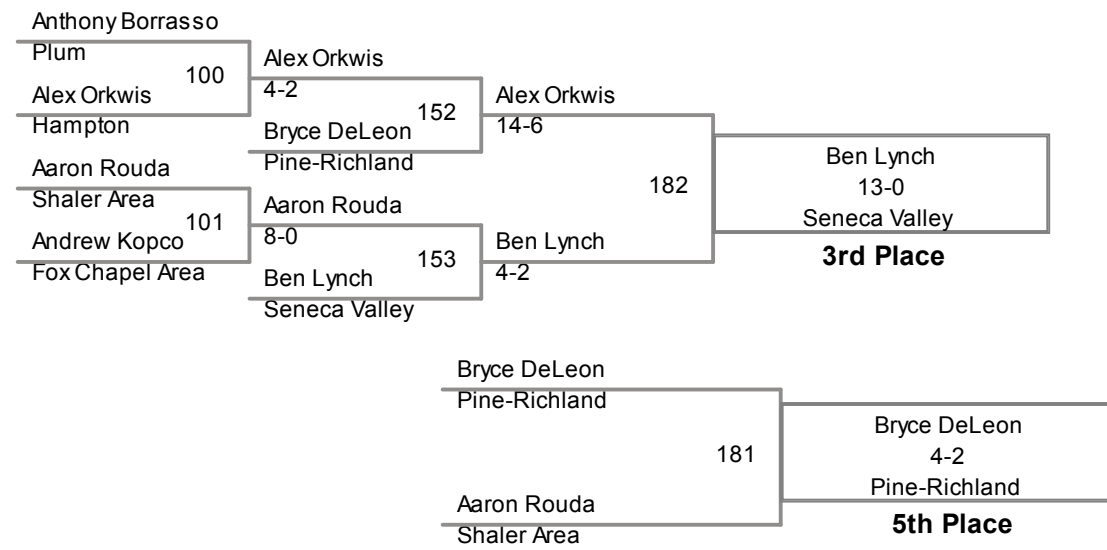 Anthony Borrasso
Plum
100
Alex Orkwis
Hampton
Aaron Rouda
Shaler Area
101
Andrew Kopco
Fox Chapel Area
Alex Orkwis
4-2
152
Bryce DeLeon
Pine-Richland
Aaron Rouda
8-0
153
Ben Lynch
Seneca Valley
Alex Orkwis
14-6
182
Ben Lynch
4-2
Ben Lynch
13-0
Seneca Valley
3rd Place
Bryce DeLeon
Pine-Richland
181
Aaron Rouda
Shaler Area
Bryce DeLeon
4-2
Pine-Richland
5th Place